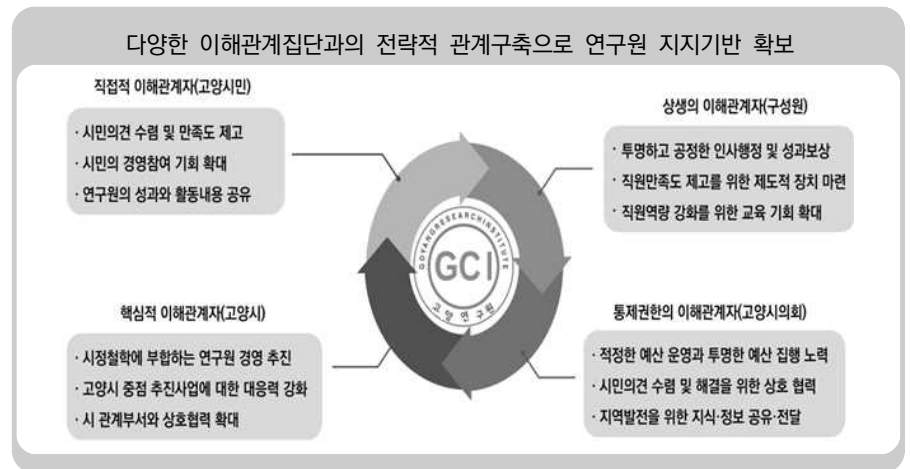 다양한 이해관계집단과의 전략적 관계구축으로 연구원 지지기반 확보
직접적 이해관계자(고양시민)
· 시민의견 수렴 및 만족도 제고
· 시민의 경영참여 기회 확대
· 연구원의 성과와 활동내용 공유
상생의 이해관계자(구성원)
· 투명하고 공정한 인사행정 및 성과보상
· 직원만족도 제고를 위한 제도적 장치 마련
· 직원역량 강화를 위한 교육 기회 확대
GOYANGRESEARCHINSTITUTE
GCI
고양연구원
핵심적 이해관계자(고양시)
· 시정철학에 부합하는 연구원 경영 추진
· 고양시 중점 추진사업에 대한 대응력 강화
· 시 관계부서와 상호협력 확대
통제권한의 이해관계자(고양시의회)
· 적정한 예산 운영과 투명한 예산 집행 노력
· 시민의견 수렴 및 해결을 위한 상호 협력
· 지역발전을 위한 지식·정보 공유·전달